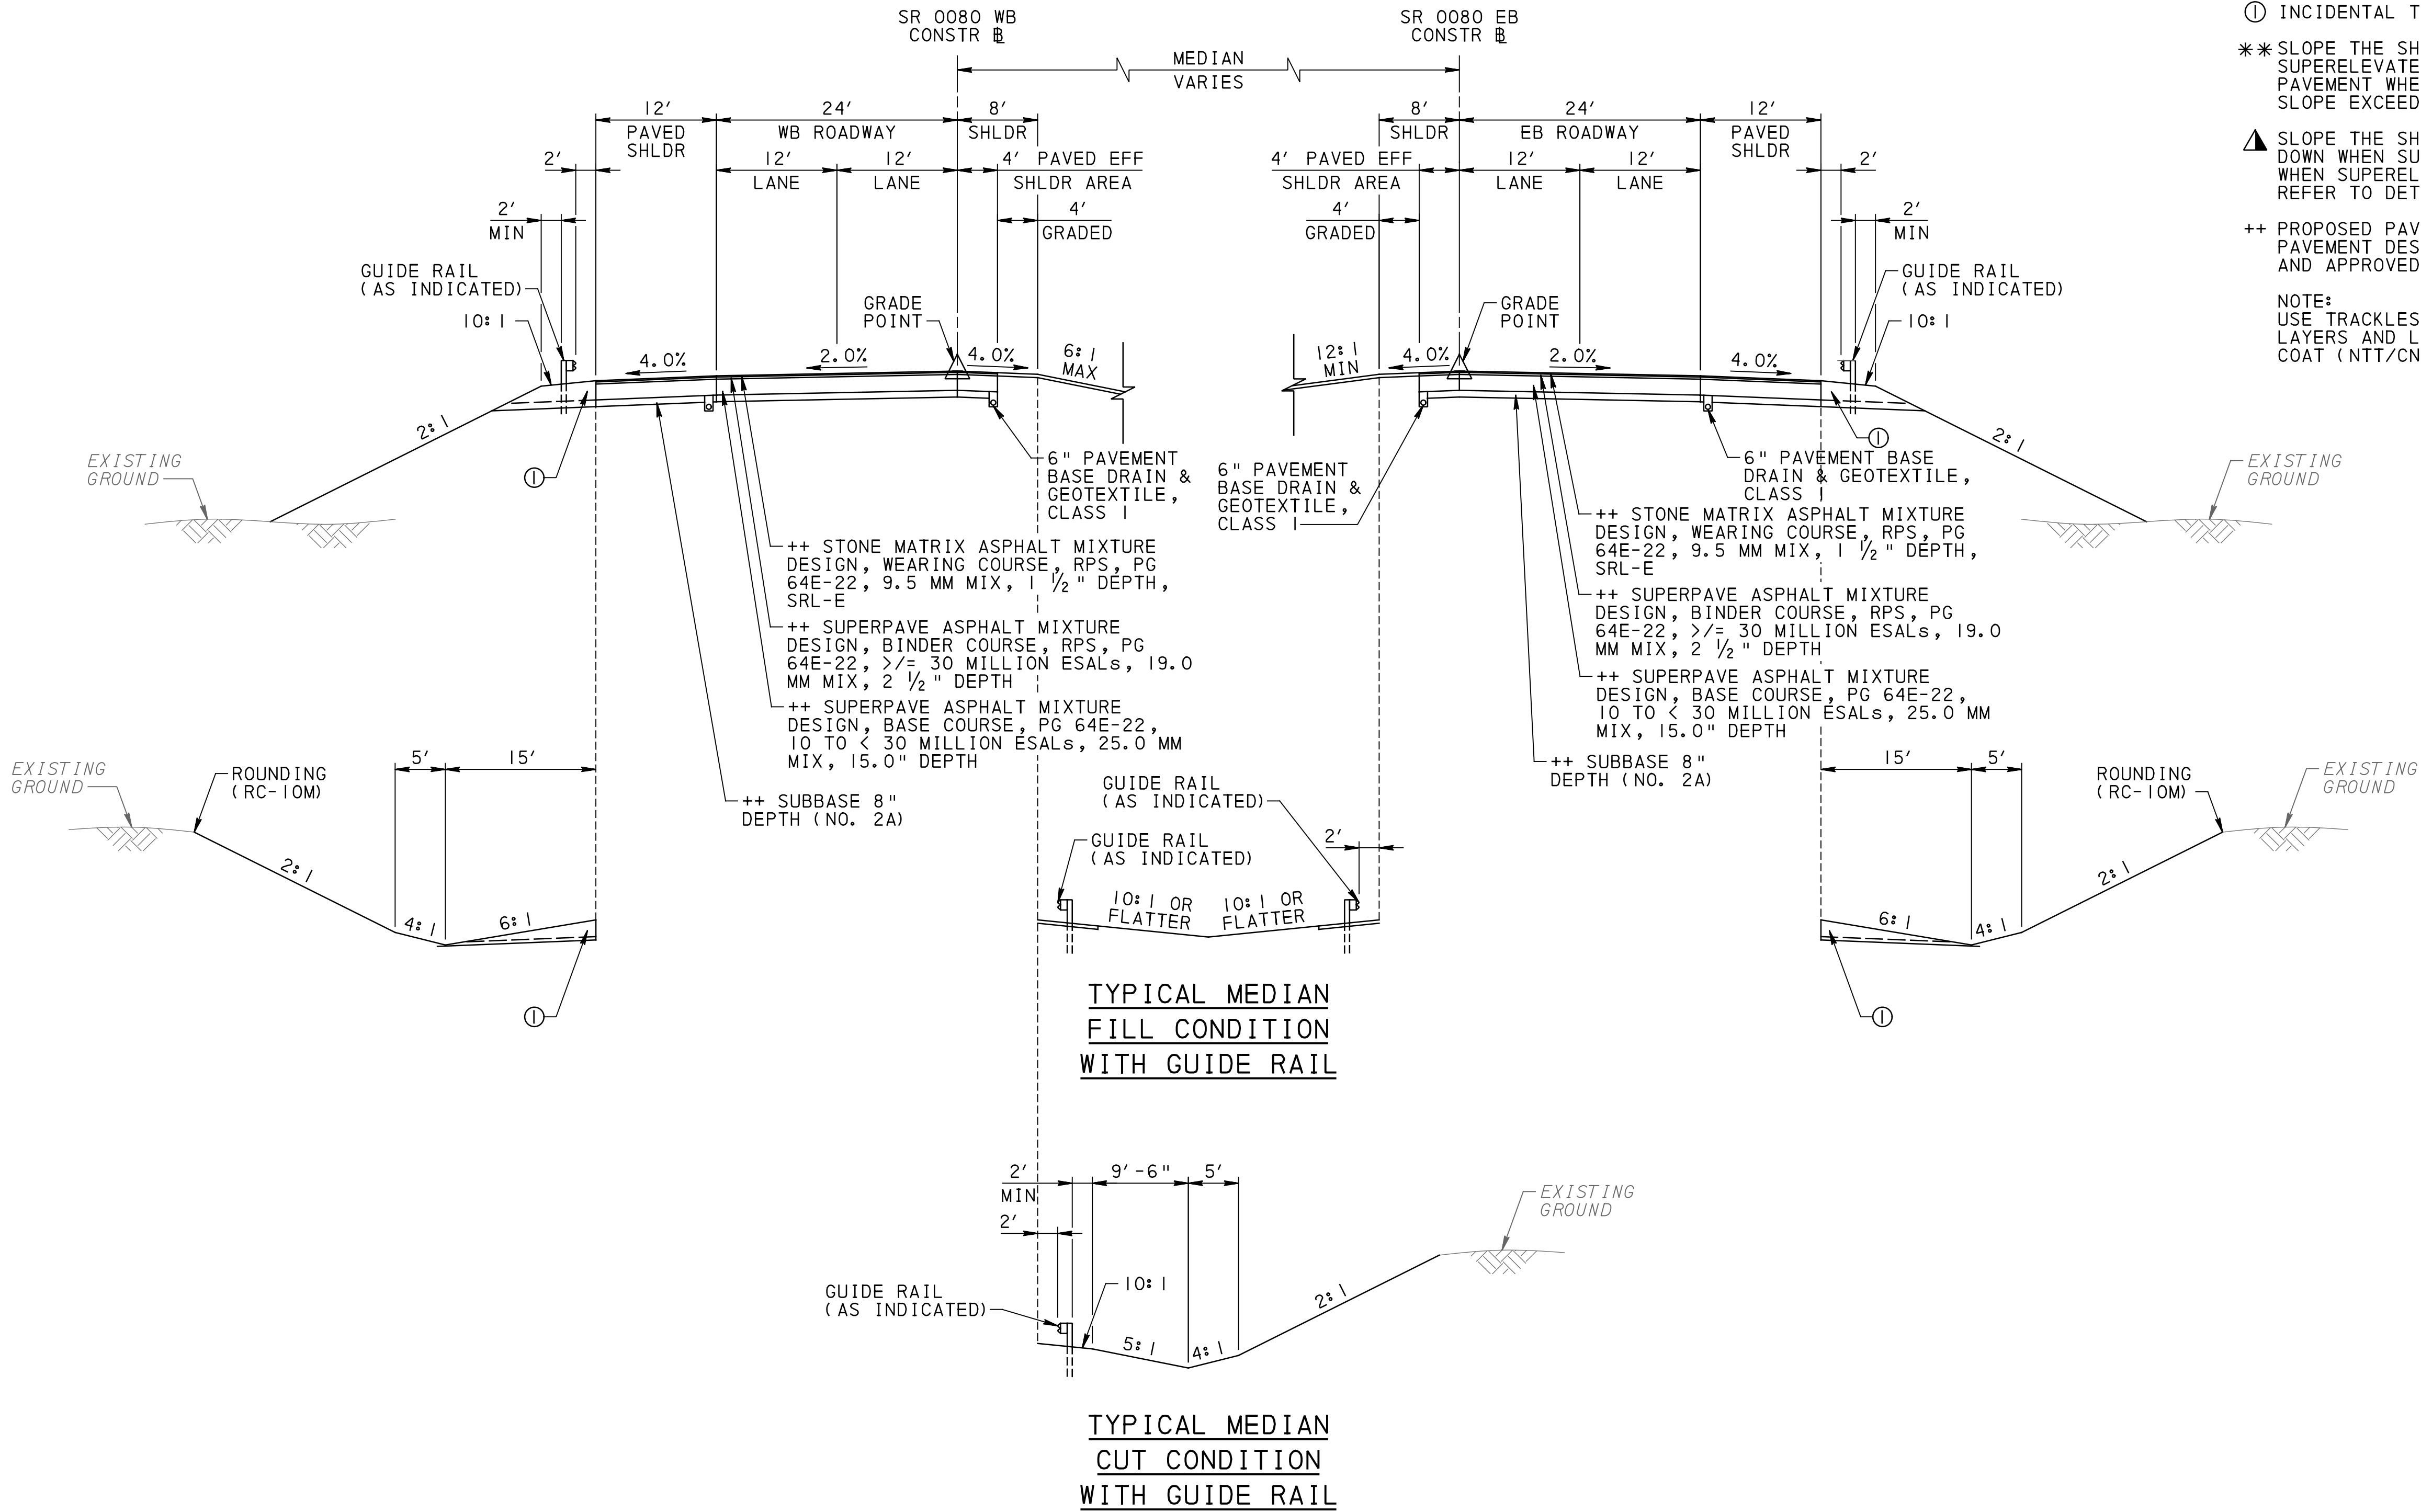 SR 0080 WB
CONSTR BL
SR 0080 EB
CONSTR BL
MEDIAN
VARIES
12'
PAVED
SHLDR
24'
WB ROADWAY
8'
SHLDR
2'
12'
LANE
12'
LANE
4' PAVED EFF
SHLDR AREA
2'
MIN
4'
GRADED
GUIDE RAIL
(AS INDICATED)
10:1
GRADE
POINT
4.0%
2.0%
4.0%
6:1
MAX
2:1
EXISTING
GROUND
1
8'
SHLDR
24'
EB ROADWAY
12'
PAVED
SHLDR
4' PAVED EFF
SHLDR AREA
12'
LANE
12'
LANE
2'
4'
GRADED
2'
MIN
GUIDE RAIL
(AS INDICATED)
10:1
GRADE
POINT
12:1
MIN
4.0%
2.0%
4.0%
2:1
EXISTING
GROUND
1
6" PAVEMENT
BASE DRAIN &
GEOTEXTILE,
CLASS 1
6" PAVEMENT
BASE DRAIN &
GEOTEXTILE,
CLASS 1
6" PAVEMENT BASE
DRAIN & GEOTEXTILE,
CLASS 1
++ STONE MATRIX ASPHALT MIXTURE
DESIGN, WEARING COURSE, RPS, PG
64E-22, 9.5 MM MIX, 1 1/2" DEPTH,
SRL-E
++ SUPERPAVE ASPHALT MIXTURE
DESIGN, BINDER COURSE, RPS, PG
64E-22, >/= 30 MILLION ESALs, 19.0
MM MIX, 2 1/2" DEPTH
++ SUPERPAVE ASPHALT MIXTURE
DESIGN, BASE COURSE, PG 64E-22,
10 TO < 30 MILLION ESALs, 25.0 MM
MIX, 15.0" DEPTH
++ SUBBASE 8"
DEPTH (NO. 2A)
++ STONE MATRIX ASPHALT MIXTURE
DESIGN, WEARING COURSE, RPS, PG
64E-22, 9.5 MM MIX, 1 1/2" DEPTH,
SRL-E
++ SUPERPAVE ASPHALT MIXTURE
DESIGN, BINDER COURSE, RPS, PG
64E-22, >/= 30 MILLION ESALs, 19.0
MM MIX, 2 1/2" DEPTH
++ SUPERPAVE ASPHALT MIXTURE
DESIGN, BASE COURSE, PG 64E-22,
10 TO < 30 MILLION ESALs, 25.0 MM
MIX, 15.0" DEPTH
++ SUBBASE 8"
DEPTH (NO. 2A)
① INCIDENTAL T
** SLOPE THE SH
SUPERELEVATE
PAVEMENT WHE
SLOPE EXCEED
SLOPE THE SH
DOWN WHEN SU
WHEN SUPEREL
REFER TO DET
++ PROPOSED PAV
PAVEMENT DES
AND APPROVED
NOTE:
USE TRACKLES
LAYERS AND L
COAT (NTT/CN
EXISTING
GROUND
ROUNDING
(RC-10M)
5'
15'
2:1
4:1
6:1
1
GUIDE RAIL
(AS INDICATED)
GUIDE RAIL
(AS INDICATED)
2'
10:1 OR
FLATTER
10:1 OR
FLATTER
15'
5'
ROUNDING
(RC-10M)
EXISTING
GROUND
6:1
4:1
2:1
1
TYPICAL MEDIAN
FILL CONDITION
WITH GUIDE RAIL
2'
MIN
9'-6"
5'
2'
EXISTING
GROUND
GUIDE RAIL
(AS INDICATED)
10:1
5:1
4:1
2:1
TYPICAL MEDIAN
CUT CONDITION
WITH GUIDE RAIL